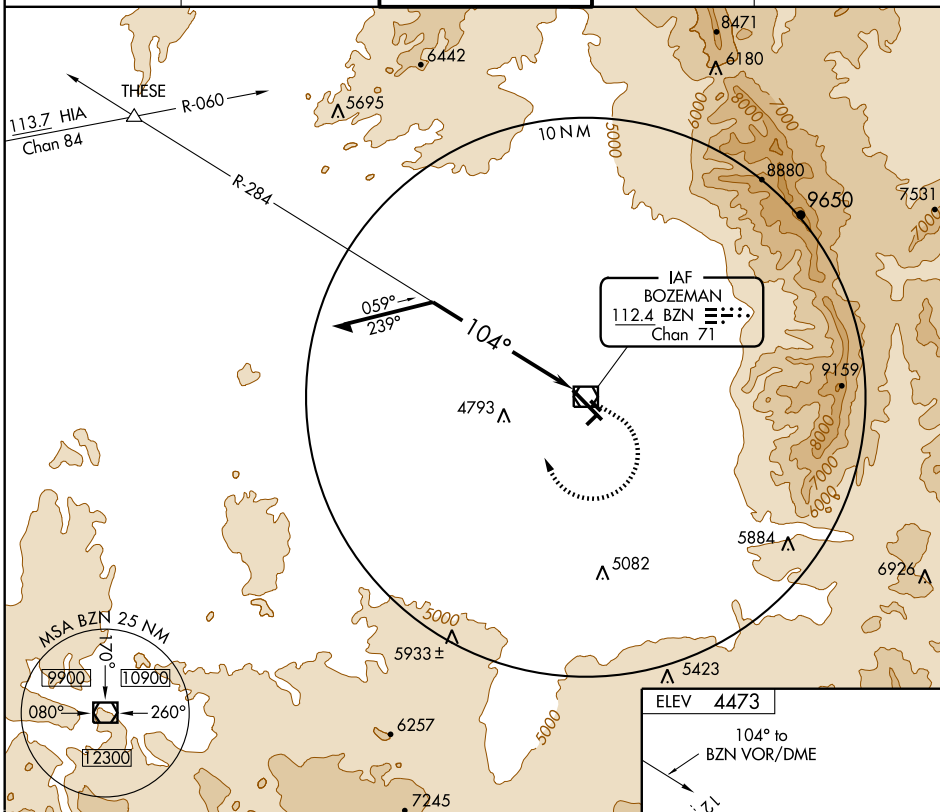 8471
6442
6180
THESE
5695
R-060
113.7 HIA
Chan 84
6000
8000
7000
5000
10 NM
8880
R-284
9650
7531
7000
IAF
BOZEMAN
112.4 BZN
Chan 71
059°
239°
104°
9159
4793
8000
7000
6000
5884
5082
6926
5000
MSA BZN 25 NM
170°
5933 ±
5423
9900
10900
080°
260°
12300
6257
5000
7245
ELEV 4473
104° to
BZN VOR/DME